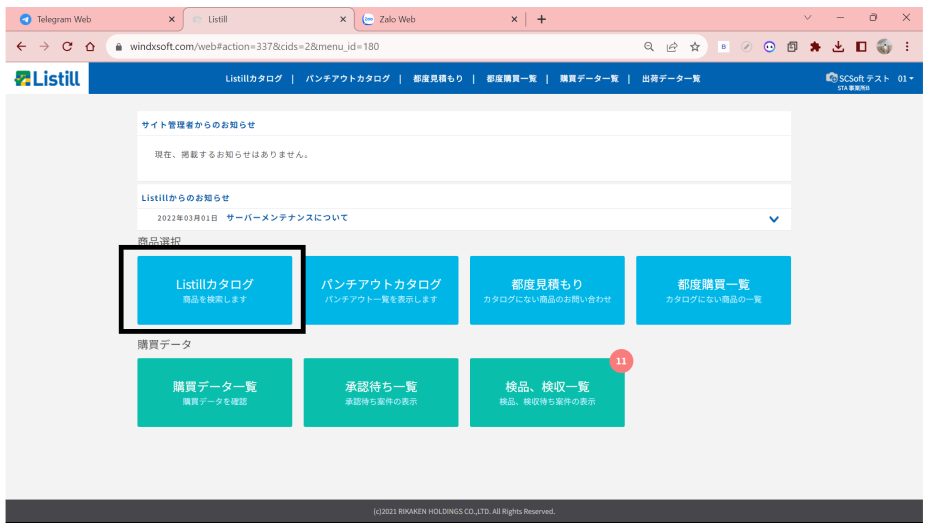 Telegram Web
Listill
Zalo Web
windxsoft.com/web#action=337&cids=2&menu_id=180
Listill
Listillカタログ | パンチアウトカタログ | 都度見積もり | 都度購買一覧 | 購買データ一覧 | 出荷データ一覧
SCSoft テスト 01
STA 事業所B
サイト管理者からのお知らせ
現在、掲載するお知らせはありません。
Listillからのお知らせ
2022年03月01日 サーバーメンテナンスについて
商品選択
Listillカタログ
商品を検索します
パンチアウトカタログ
パンチアウト一覧を表示します
都度見積もり
カタログにない商品のお問い合わせ
都度購買一覧
カタログにない商品の一覧
購買データ
11
購買データ一覧
購買データを確認
承認待ち一覧
承認待ち案件の表示
検品、検収一覧
検品、検収待ち案件の表示
(c)2021 RIKAKEN HOLDINGS CO.,LTD. All Rights Reserved.